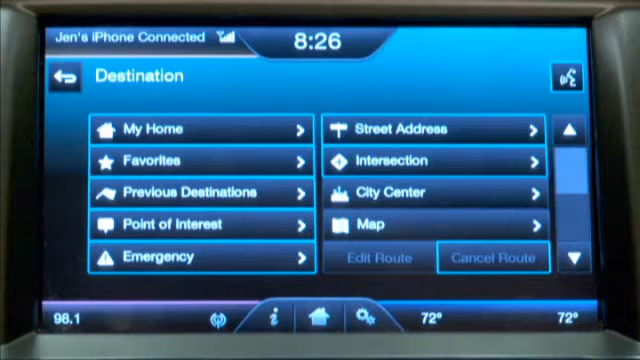 Jen's iPhone Connected
8:26
Destination
My Home
Street Address
Favorites
Intersection
Previous Destinations
City Center
Point of Interest
Map
Emergency
Edit Route
Cancel Route
98.1
72°
72°